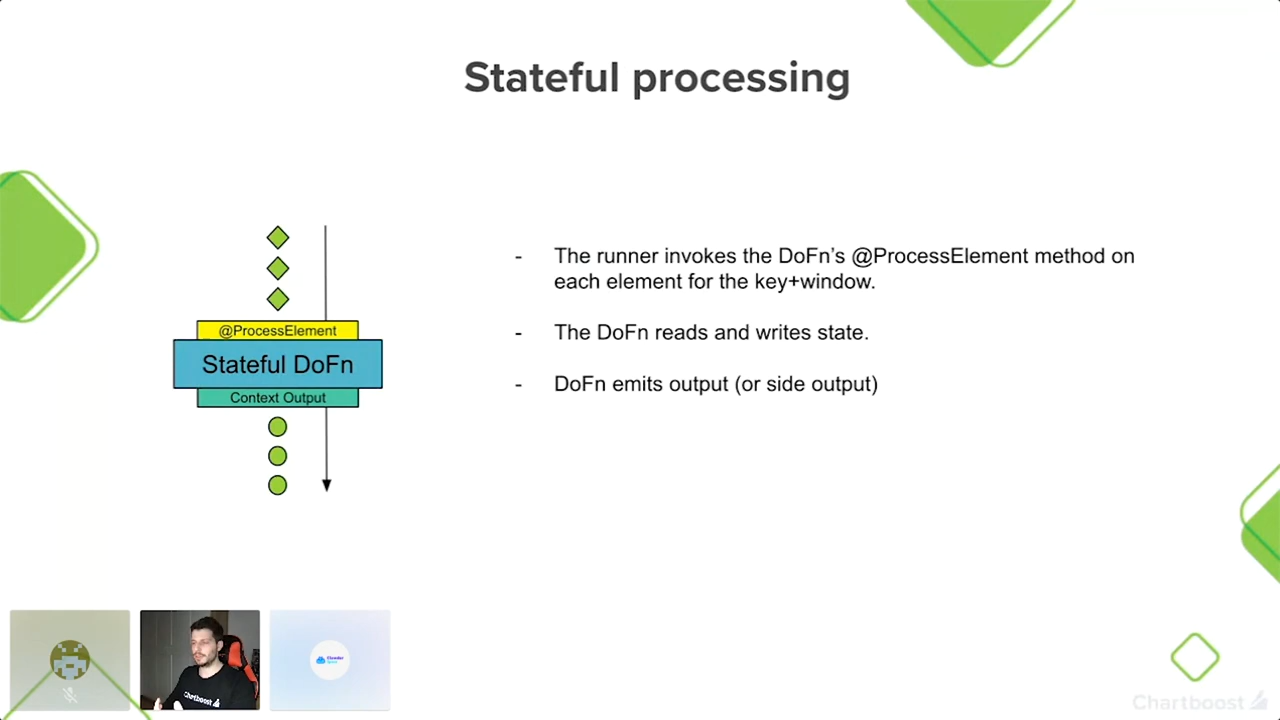 Stateful processing
@ProcessElement
Stateful DoFn
Context Output
- The runner invokes the DoFn’s @ProcessElement method on
each element for the key+window.
- The DoFn reads and writes state.
- DoFn emits output (or side output)
Chartboost
Chartboost